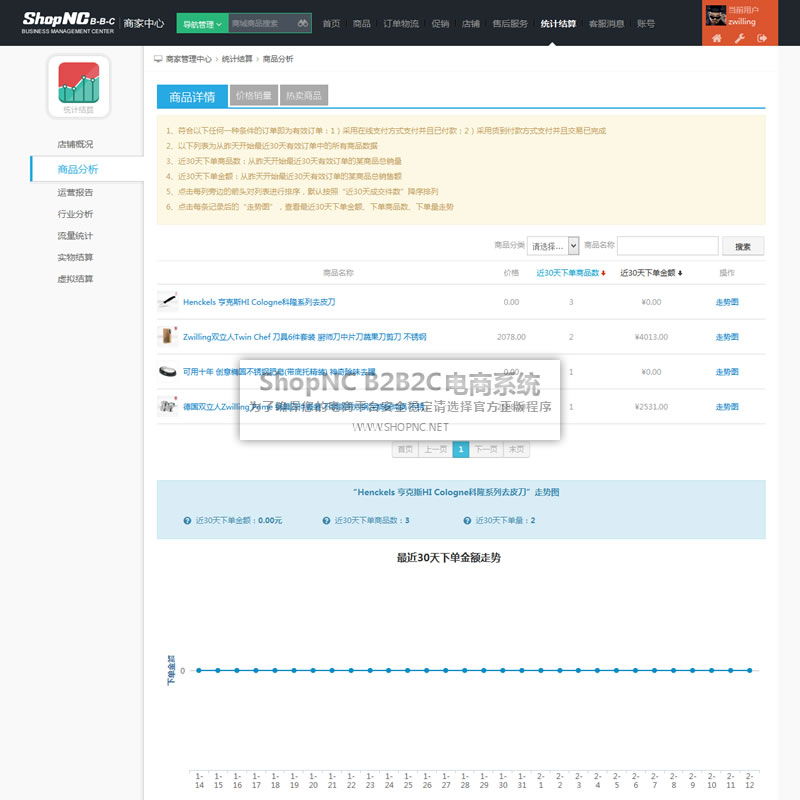 ShopNC B-B-C 商家中心
BUSINESS MANAGEMENT CENTER
导航管理 商城商品搜索
首页 商品 订单物流 促销 店铺 售后服务 统计结算 客服消息 账号
当前用户
zwilling
商家管理中心 › 统计结算 › 商品分析
统计结算
店铺概况
商品分析
运营报告
行业分析
流量统计
实物结算
虚拟结算
商品详情 价格销量 热卖商品
1、符合以下任何一种条件的订单即为有效订单：1）采用在线支付方式支付并且已付款；2）采用货到付款方式支付并且交易已完成
2、以下列表为从昨天开始最近30天有效订单中的所有商品数据
3、近30天下单商品数：从昨天开始最近30天有效订单的某商品总销量
4、近30天下单金额：从昨天开始最近30天有效订单的某商品总销售额
5、点击每列旁边的箭头对列表进行排序，默认按照“近30天成交件数”降序排列
6、点击每条记录后的“走势图”，查看最近30天下单金额、下单商品数、下单量走势
商品分类 请选择... 商品名称 搜索
商品名称 价格 近30天下单商品数 近30天下单金额 操作
Henckels 亨克斯HI Cologne科隆系列去皮刀 0.00 3 ¥0.00 走势图
Zwilling双立人Twin Chef 刀具6件套装 厨师刀中片刀蔬果刀剪刀 不锈钢 2078.00 2 ¥4013.00 走势图
可用十年 创意椭圆不锈钢肥皂(带底托精装) 神奇除味去腥 0.00 1 ¥0.00 走势图
德国双立人Zwilling 1 ¥2531.00 走势图
ShopNC B2B2C电商系统
为了确保您的电商平台安全稳定请选择官方正版程序
WWW.SHOPNC.NET
首页 上一页 1 下一页 末页
“Henckels 亨克斯HI Cologne科隆系列去皮刀”走势图
近30天下单金额：0.00元 近30天下单商品数：3 近30天下单量：2
最近30天下单金额走势
下单金额
0
1-14 1-15 1-16 1-17 1-18 1-19 1-20 1-21 1-22 1-23 1-24 1-25 1-26 1-27 1-28 1-29 1-30 1-31 2-1 2-2 2-3 2-4 2-5 2-6 2-7 2-8 2-9 2-10 2-11 2-12